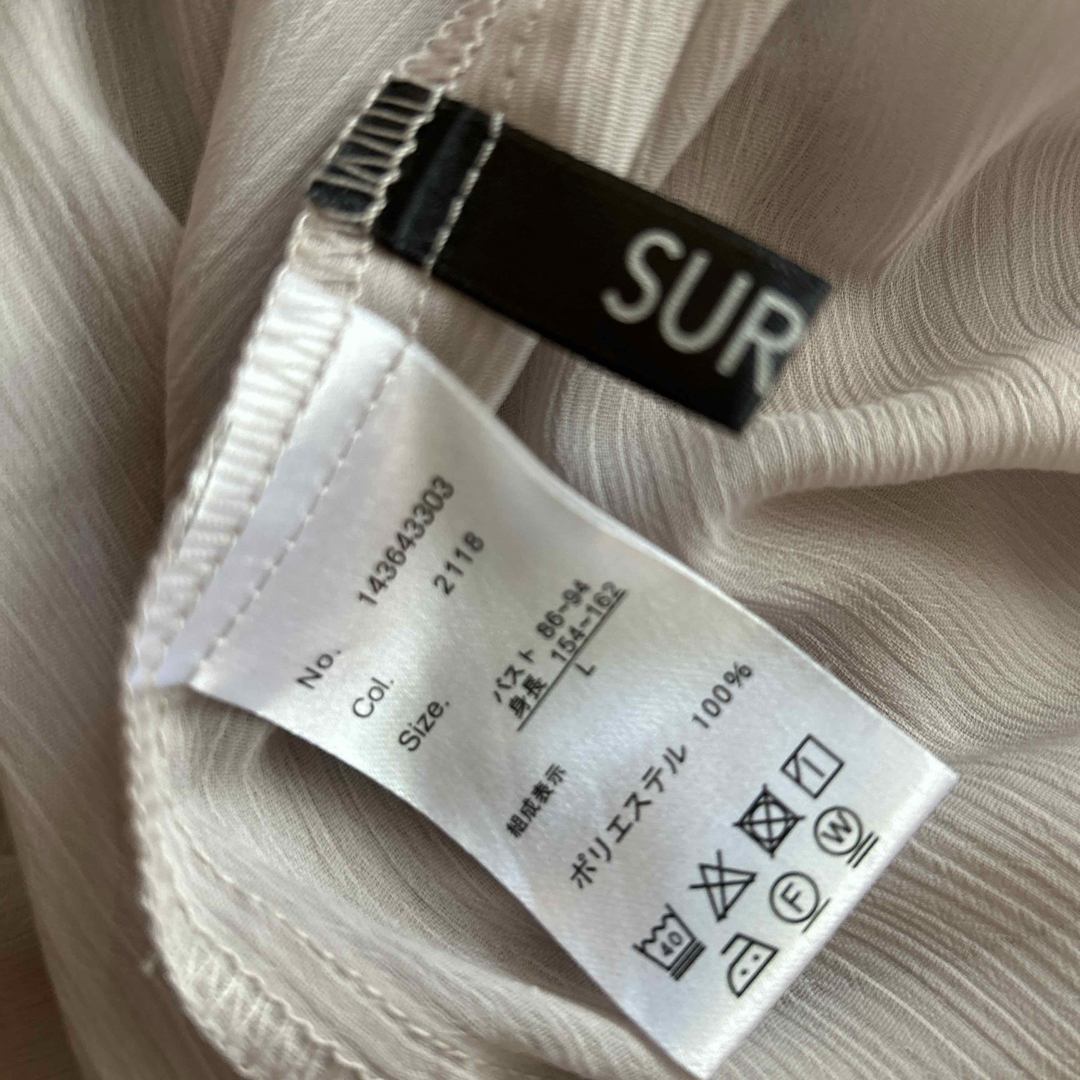 SUR
No. 143643303
Col. 2118
Size. バスト 86~94
身長 154~162
L
組成表示
ポリエステル 100%
40
W
F